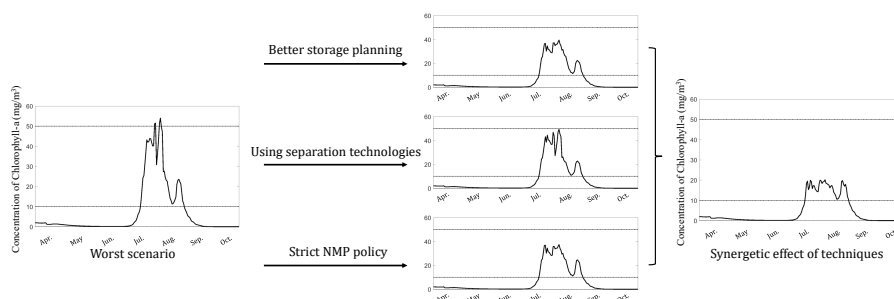 Concentration of Chlorophyll-a (mg/m³)
60
50
40
30
20
10
0
Apr. May Jun. Jul. Aug. Sep. Oct.
Worst scenario
Better storage planning
Using separation technologies
Strict NMP policy
60
40
20
0
Apr. May Jun. Jul. Aug. Sep. Oct.
60
40
20
0
Apr. May Jun. Jul. Aug. Sep. Oct.
60
40
20
0
Apr. May Jun. Jul. Aug. Sep. Oct.
Concentration of Chlorophyll-a (mg/m³)
60
50
40
30
20
10
0
Apr. May Jun. Jul. Aug. Sep. Oct.
Synergetic effect of techniques